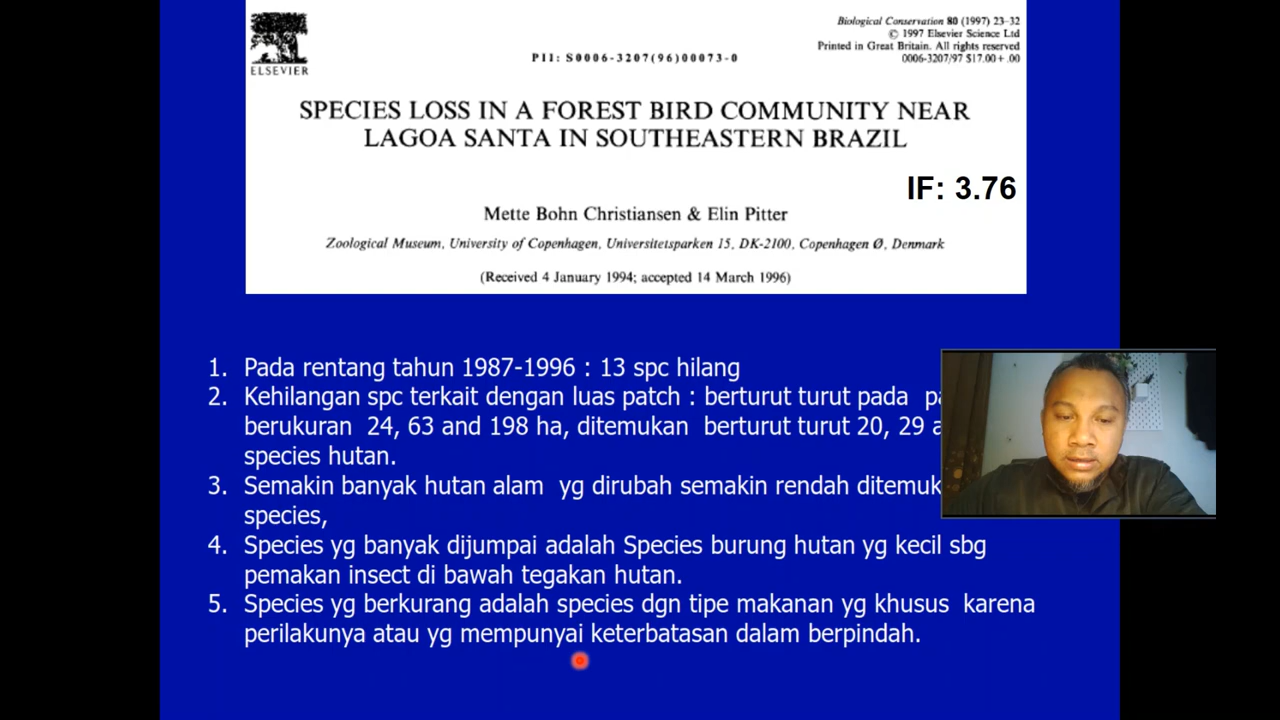 ELSEVIER
Biological Conservation 80 (1997) 23-32
© 1997 Elsevier Science Ltd
Printed in Great Britain. All rights reserved
0006-3207/97 $17.00+.00
PII: S0006-3207(96)00073-0
SPECIES LOSS IN A FOREST BIRD COMMUNITY NEAR
LAGOA SANTA IN SOUTHEASTERN BRAZIL
IF: 3.76
Mette Bohn Christiansen & Elin Pitter
Zoological Museum, University of Copenhagen, Universitetsparken 15, DK-2100, Copenhagen Ø, Denmark
(Received 4 January 1994; accepted 14 March 1996)
1. Pada rentang tahun 1987-1996 : 13 spc hilang
2. Kehilangan spc terkait dengan luas patch : berturut turut pada
berukuran 24, 63 and 198 ha, ditemukan berturut turut 20, 29
species hutan.
3. Semakin banyak hutan alam yg dirubah semakin rendah
species,
4. Species yg banyak dijumpai adalah Species burung hutan yg kecil sbg
pemakan insect di bawah tegakan hutan.
5. Species yg berkurang adalah species dgn tipe makanan yg khusus karena
perilakunya atau yg mempunyai keterbatasan dalam berpindah.